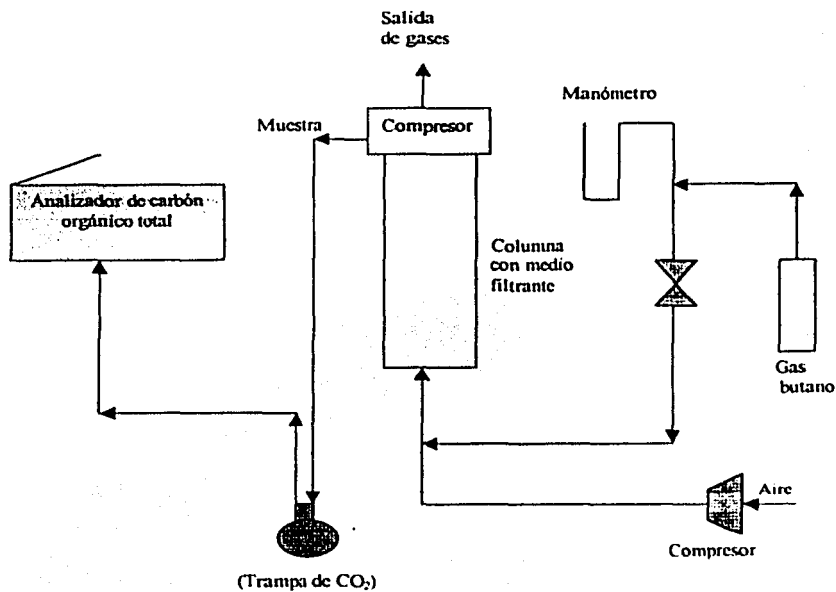 Salida
de gases
Manómetro
Muestra
Compresor
Analizador de carbón
orgánico total
Columna
con medio
filtrante
Gas
butano
Aire
Compresor
(Trampa de CO₂)